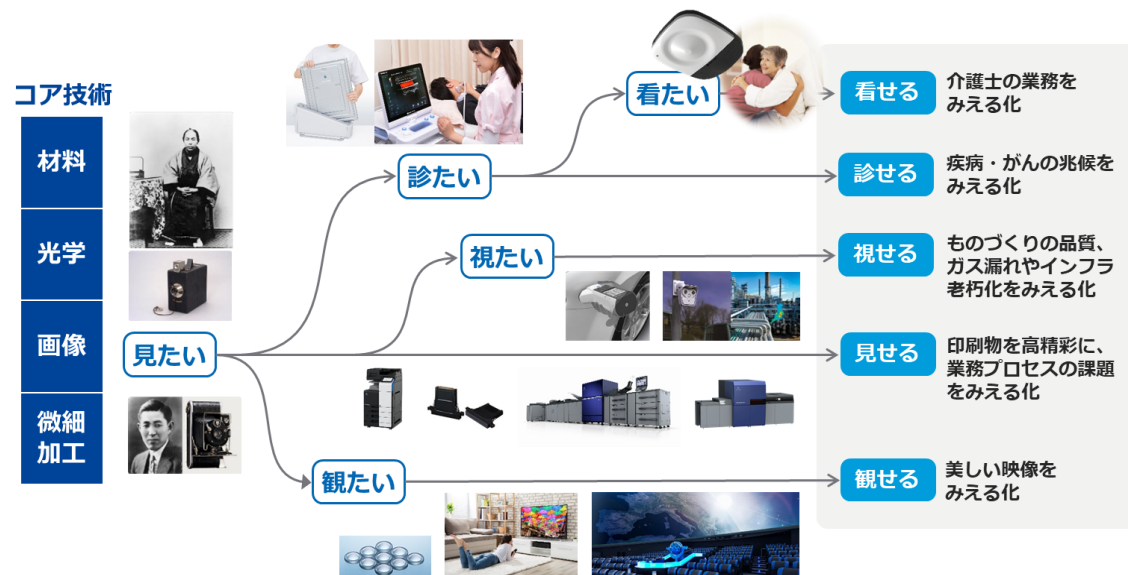 コア技術
材料
光学
画像
微細
加工
見たい
診たい
看たい
視たい
観たい
看せる
介護士の業務を
みえる化
診せる
疾病・がんの兆候を
みえる化
視せる
ものづくりの品質、
ガス漏れやインフラ
老朽化をみえる化
見せる
印刷物を高精彩に、
業務プロセスの課題
をみえる化
観せる
美しい映像を
みえる化